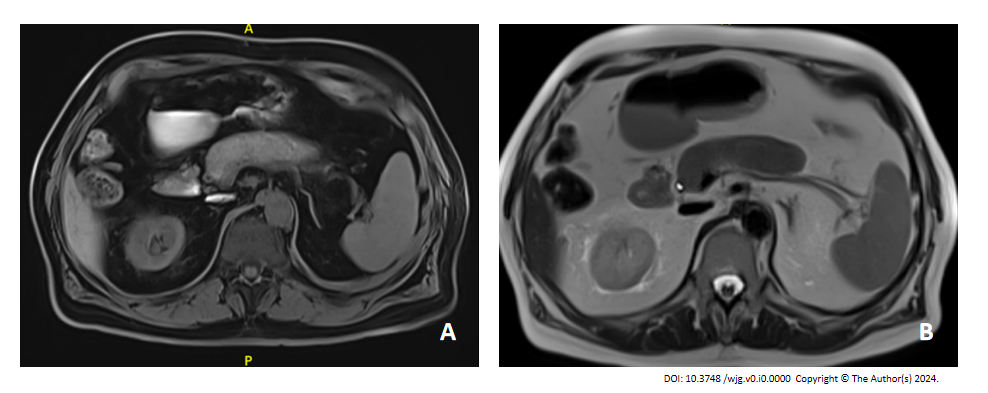 A
A
B
P
DOI: 10.3748 /wjg.v0.i0.0000 Copyright © The Author(s) 2024.